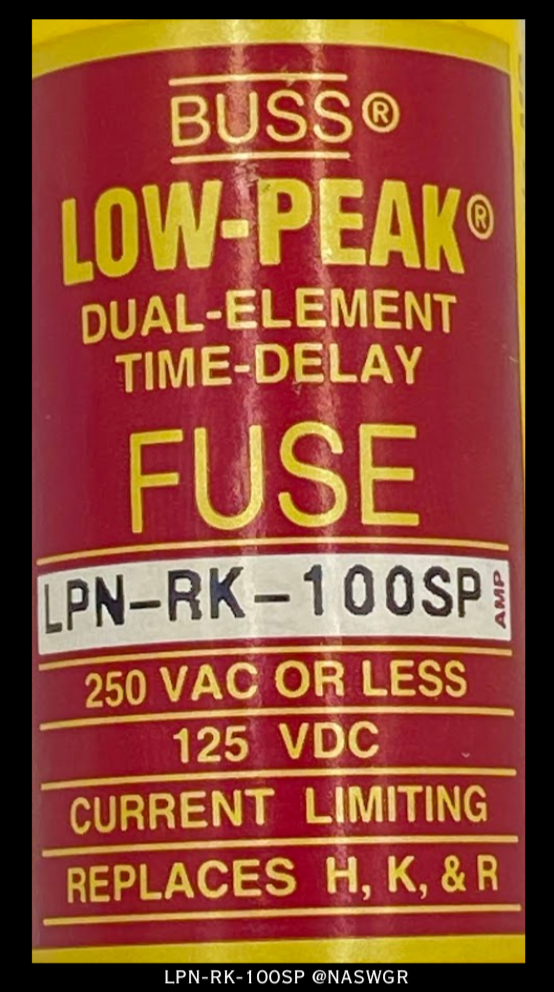 BUSS®
LOW-PEAK®
DUAL-ELEMENT
TIME-DELAY
FUSE
LPN-RK-100SP AMP
250 VAC OR LESS
125 VDC
CURRENT LIMITING
REPLACES H, K, & R
LPN-RK-100SP @NASWGR